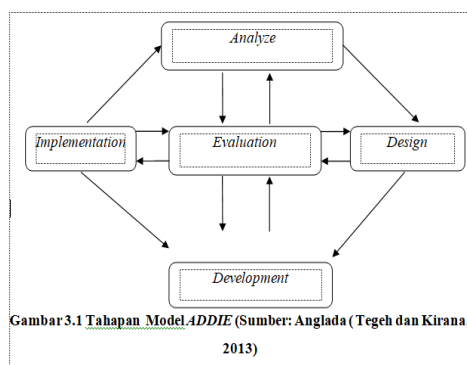 Analyze
Implementation
Evaluation
Design
Development
Gambar 3.1 Tahapan Model ADDIE (Sumber: Anglada ( Tegeh dan Kirana
2013)